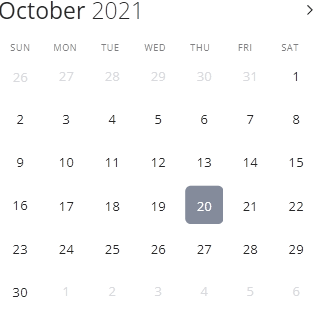 October 2021
SUN MON TUE WED THU FRI SAT
26 27 28 29 30 31 1
2 3 4 5 6 7 8
9 10 11 12 13 14 15
16 17 18 19 20 21 22
23 24 25 26 27 28 29
30 1 2 3 4 5 6